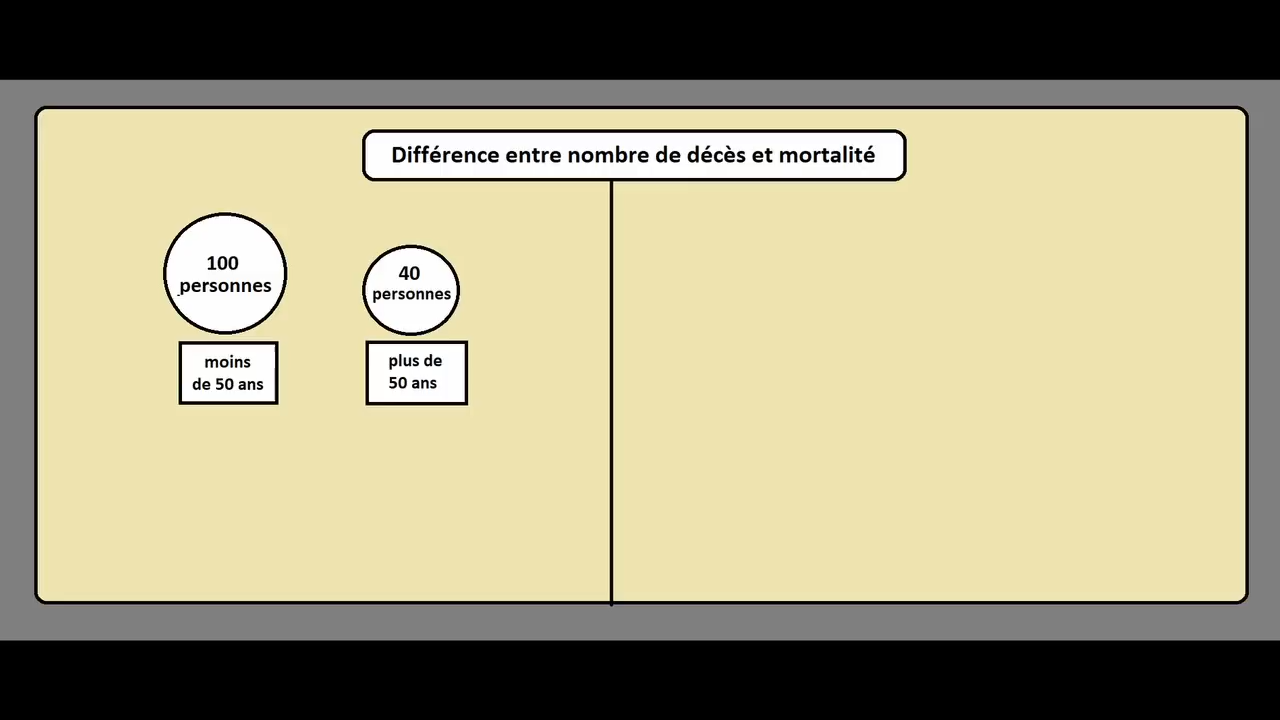 Différence entre nombre de décès et mortalité
100
personnes
40
personnes
moins
de 50 ans
plus de
50 ans